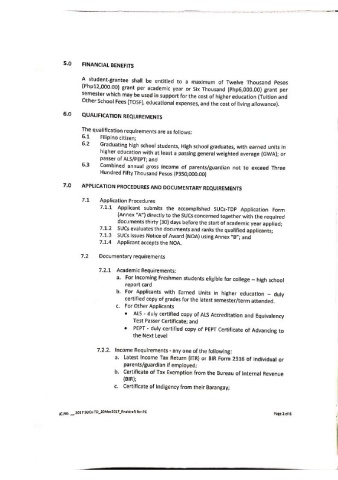 5.0 FINANCIAL BENEFITS
A student-grantee shall be entitled to a maximum of Twelve Thousand Pesos
(Php12,000.00) grant per academic year or Six Thousand (Php6,000.00) grant per
semester which may be used in support for the cost of higher education (Tuition and
Other School Fees (TOSF), educational expenses, and the cost of living allowance).
6.0 QUALIFICATION REQUIREMENTS
The qualification requirements are as follows:
6.1 Filipino citizen;
6.2 Graduating high school students, High school graduates, with earned units in
higher education with at least a passing general weighted average (GWA); or
passer of ALS/PEPT; and
6.3 Combined annual gross income of parents/guardian not to exceed Three
Hundred Fifty Thousand Pesos (P350,000.00)
7.0 APPLICATION PROCEDURES AND DOCUMENTARY REQUIREMENTS
7.1 Application Procedures
7.1.1 Applicant submits the accomplished SUCs-TDP Application Form
(Annex "A") directly to the SUCs concerned together with the required
documents thirty (30) days before the start of academic year applied;
7.1.2 SUCs evaluates the documents and ranks the qualified applicants;
7.1.3 SUCs issues Notice of Award (NOA) using Annex "B"; and
7.1.4 Applicant accepts the NOA.
7.2 Documentary requirements
7.2.1 Academic Requirements:
a. For Incoming Freshmen students eligible for college – high school
report card
b. For Applicants with Earned Units in higher education – duly
certified copy of grades for the latest semester/term attended.
c. For Other Applicants
• ALS - duly certified copy of ALS Accreditation and Equivalency
Test Passer Certificate; and
• PEPT - duly certified copy of PEPT Certificate of Advancing to
the Next Level
7.2.2. Income Requirements - any one of the following:
a. Latest Income Tax Return (ITR) or BIR Form 2316 of individual or
parents/guardian if employed;
b. Certificate of Tax Exemption from the Bureau of Internal Revenue
(BIR);
c. Certificate of Indigency from their Barangay;
Page 2 of 6